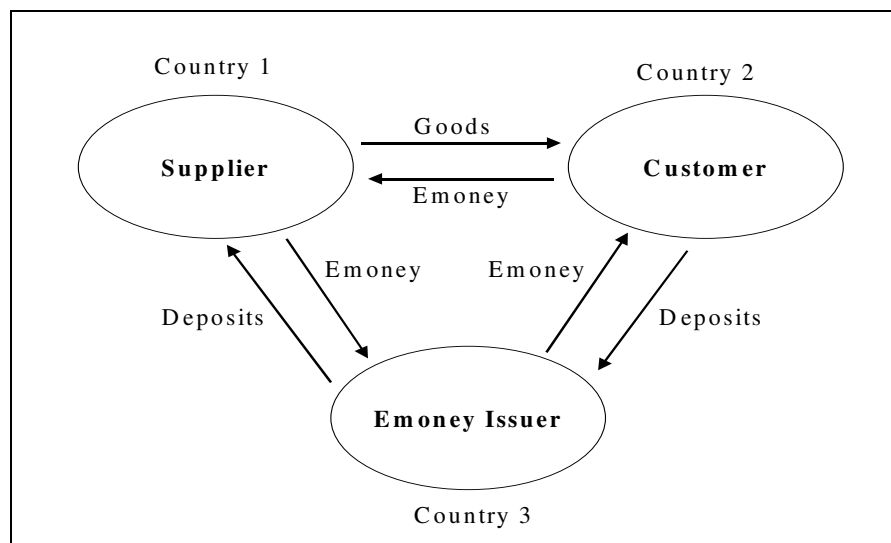 Country 1
Country 2
Goods
Supplier
Customer
Emoney
Emoney
Emoney
Deposits
Deposits
Emoney Issuer
Country 3